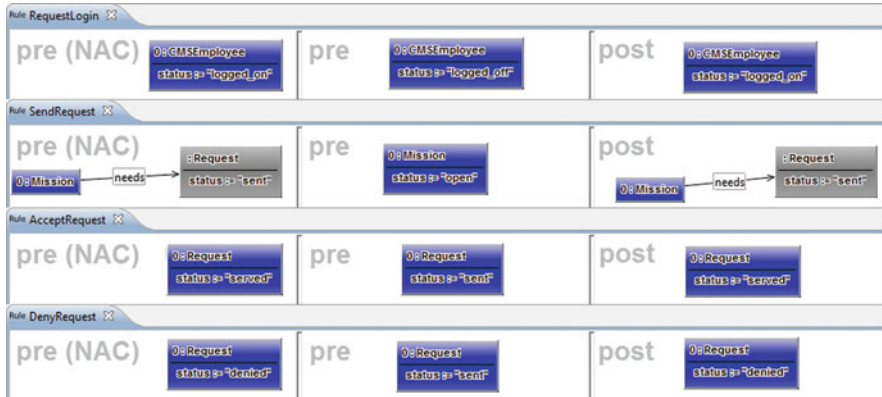 Rule RequestLogin
pre (NAC)
0:CMSEmployee
status := "logged_on"
pre
0:CMSEmployee
status := "logged_off"
post
0:CMSEmployee
status := "logged_on"
Rule SendRequest
pre (NAC)
0:Mission
needs
:Request
status := "sent"
pre
0:Mission
status := "open"
post
0:Mission
needs
:Request
status := "sent"
Rule AcceptRequest
pre (NAC)
0:Request
status := "served"
pre
0:Request
status := "sent"
post
0:Request
status := "served"
Rule DenyRequest
pre (NAC)
0:Request
status := "denied"
pre
0:Request
status := "sent"
post
0:Request
status := "denied"